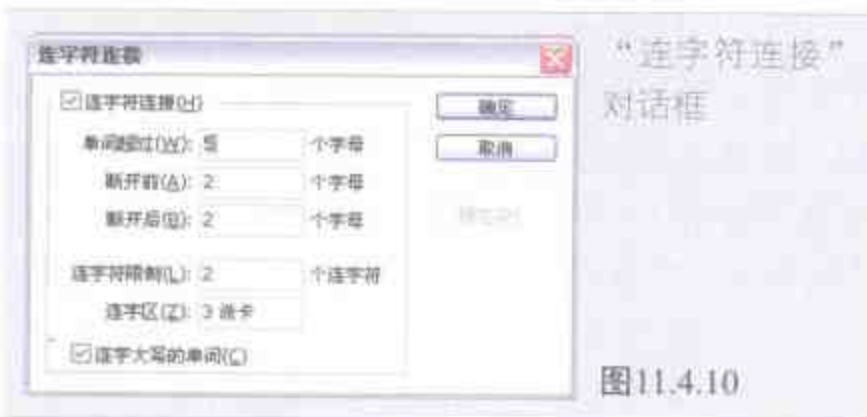 连字符连接
连字符连接(H)
单词超过(W): 5 个字母
断开前(A): 2 个字母
断开后(B): 2 个字母
连字符限制(L): 2 个连字符
连字区(Z): 3 派卡
连字大写的单词(C)
确定
取消
“连字符连接”
对话框
图11.4.10